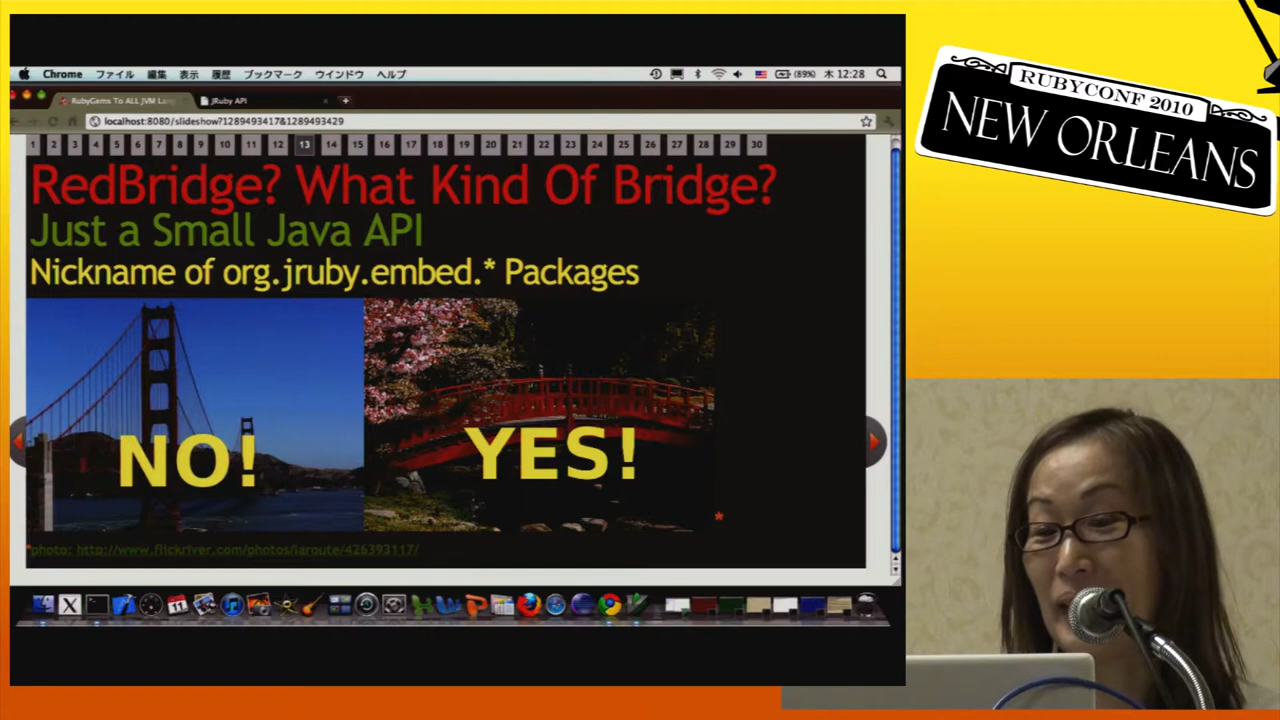 Chrome ファイル 編集 表示 履歴 ブックマーク ウインドウ ヘルプ (89%) 木 12:28
RubyGems To ALL JVM Lan JRuby API
localhost:8080/slideshow?1289493417&1289493429
1 2 3 4 5 6 7 8 9 10 11 12 13 14 15 16 17 18 19 20 21 22 23 24 25 26 27 28 29 30
RedBridge? What Kind Of Bridge?
Just a Small Java API
Nickname of org.jruby.embed.* Packages
NO! YES!
*
*photo: http://www.flickriver.com/photos/laroute/426393117/
RUBYCONF 2010
NEW ORLEANS